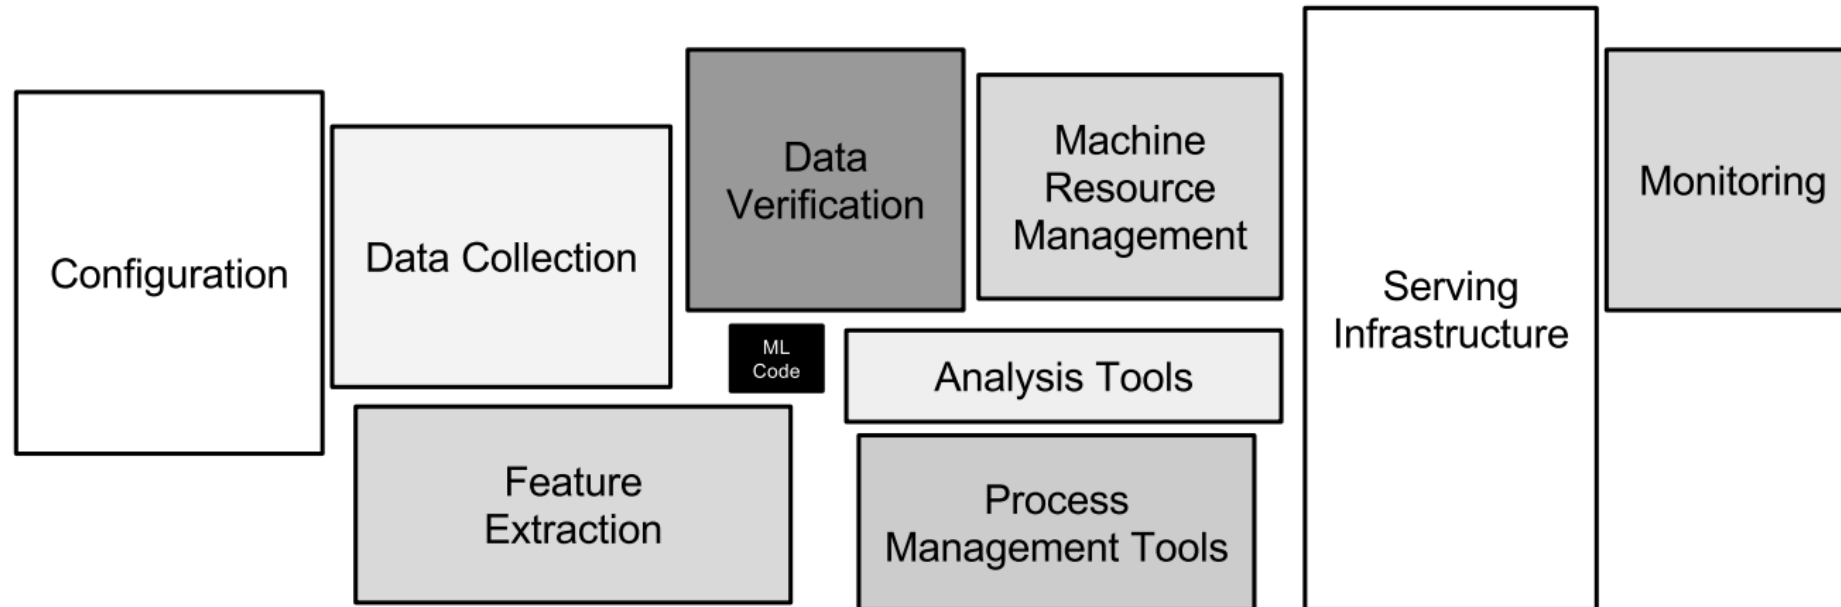 Configuration
Data Collection
Data
Verification
Machine
Resource
Management
Serving
Infrastructure
Monitoring
ML
Code
Analysis Tools
Feature
Extraction
Process
Management Tools